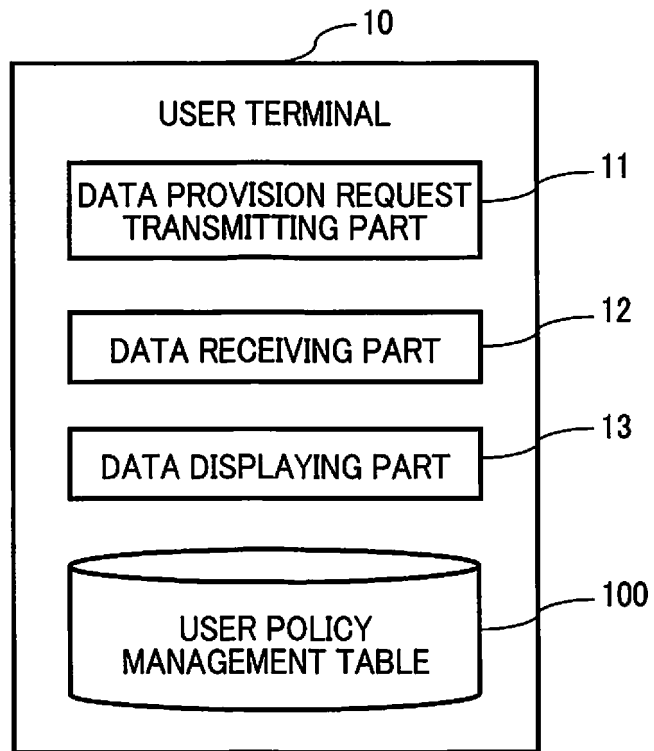 10
USER TERMINAL
11
DATA PROVISION REQUEST
TRANSMITTING PART
12
DATA RECEIVING PART
13
DATA DISPLAYING PART
100
USER POLICY
MANAGEMENT TABLE